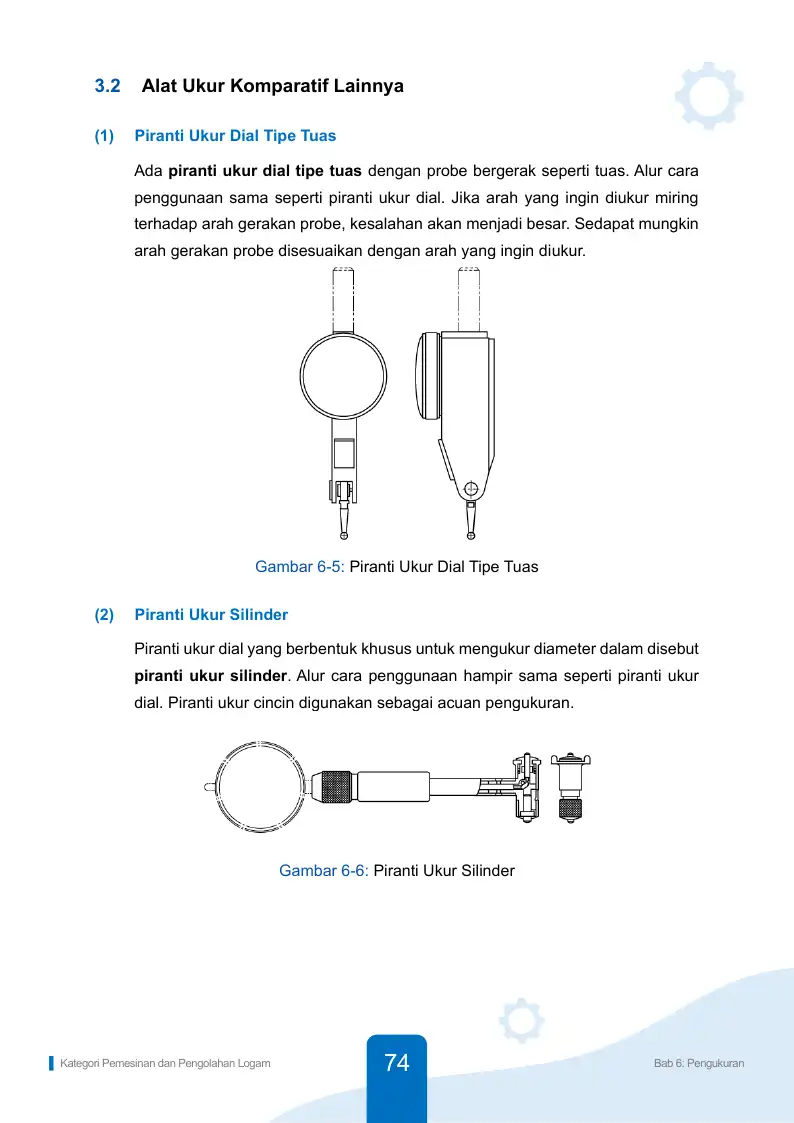 3.2 Alat Ukur Komparatif Lainnya
(1) Piranti Ukur Dial Tipe Tuas
Ada piranti ukur dial tipe tuas dengan probe bergerak seperti tuas. Alur cara
penggunaan sama seperti piranti ukur dial. Jika arah yang ingin diukur miring
terhadap arah gerakan probe, kesalahan akan menjadi besar. Sedapat mungkin
arah gerakan probe disesuaikan dengan arah yang ingin diukur.
Gambar 6-5: Piranti Ukur Dial Tipe Tuas
(2) Piranti Ukur Silinder
Piranti ukur dial yang berbentuk khusus untuk mengukur diameter dalam disebut
piranti ukur silinder. Alur cara penggunaan hampir sama seperti piranti ukur
dial. Piranti ukur cincin digunakan sebagai acuan pengukuran.
Gambar 6-6: Piranti Ukur Silinder
Kategori Pemesinan dan Pengolahan Logam
74
Bab 6: Pengukuran